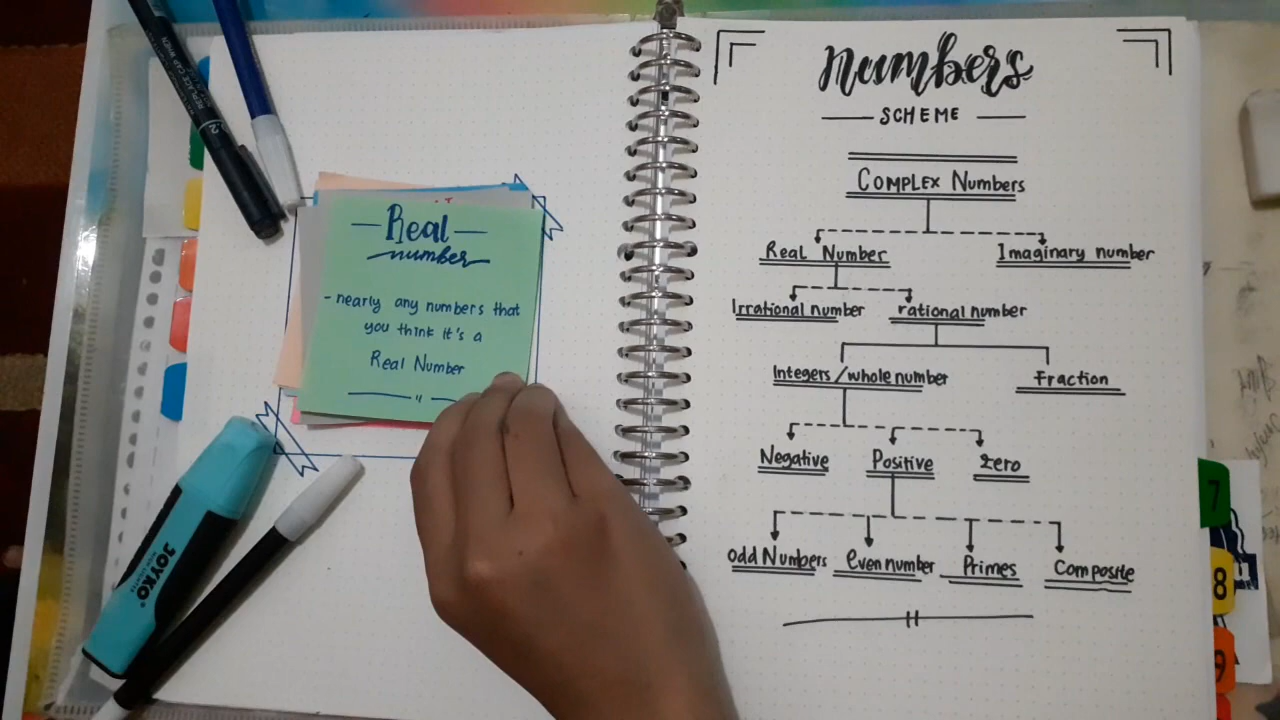 Real
number
- nearly any numbers that
you think it's a
Real Number
JOYKO
numbers
SCHEME
COMPLEX Numbers
Real Number
Imaginary number
Irrational number
rational number
Integers/whole number
Fraction
Negative
Positive
zero
odd Numbers
Even number
Primes
Composite
7
8
9